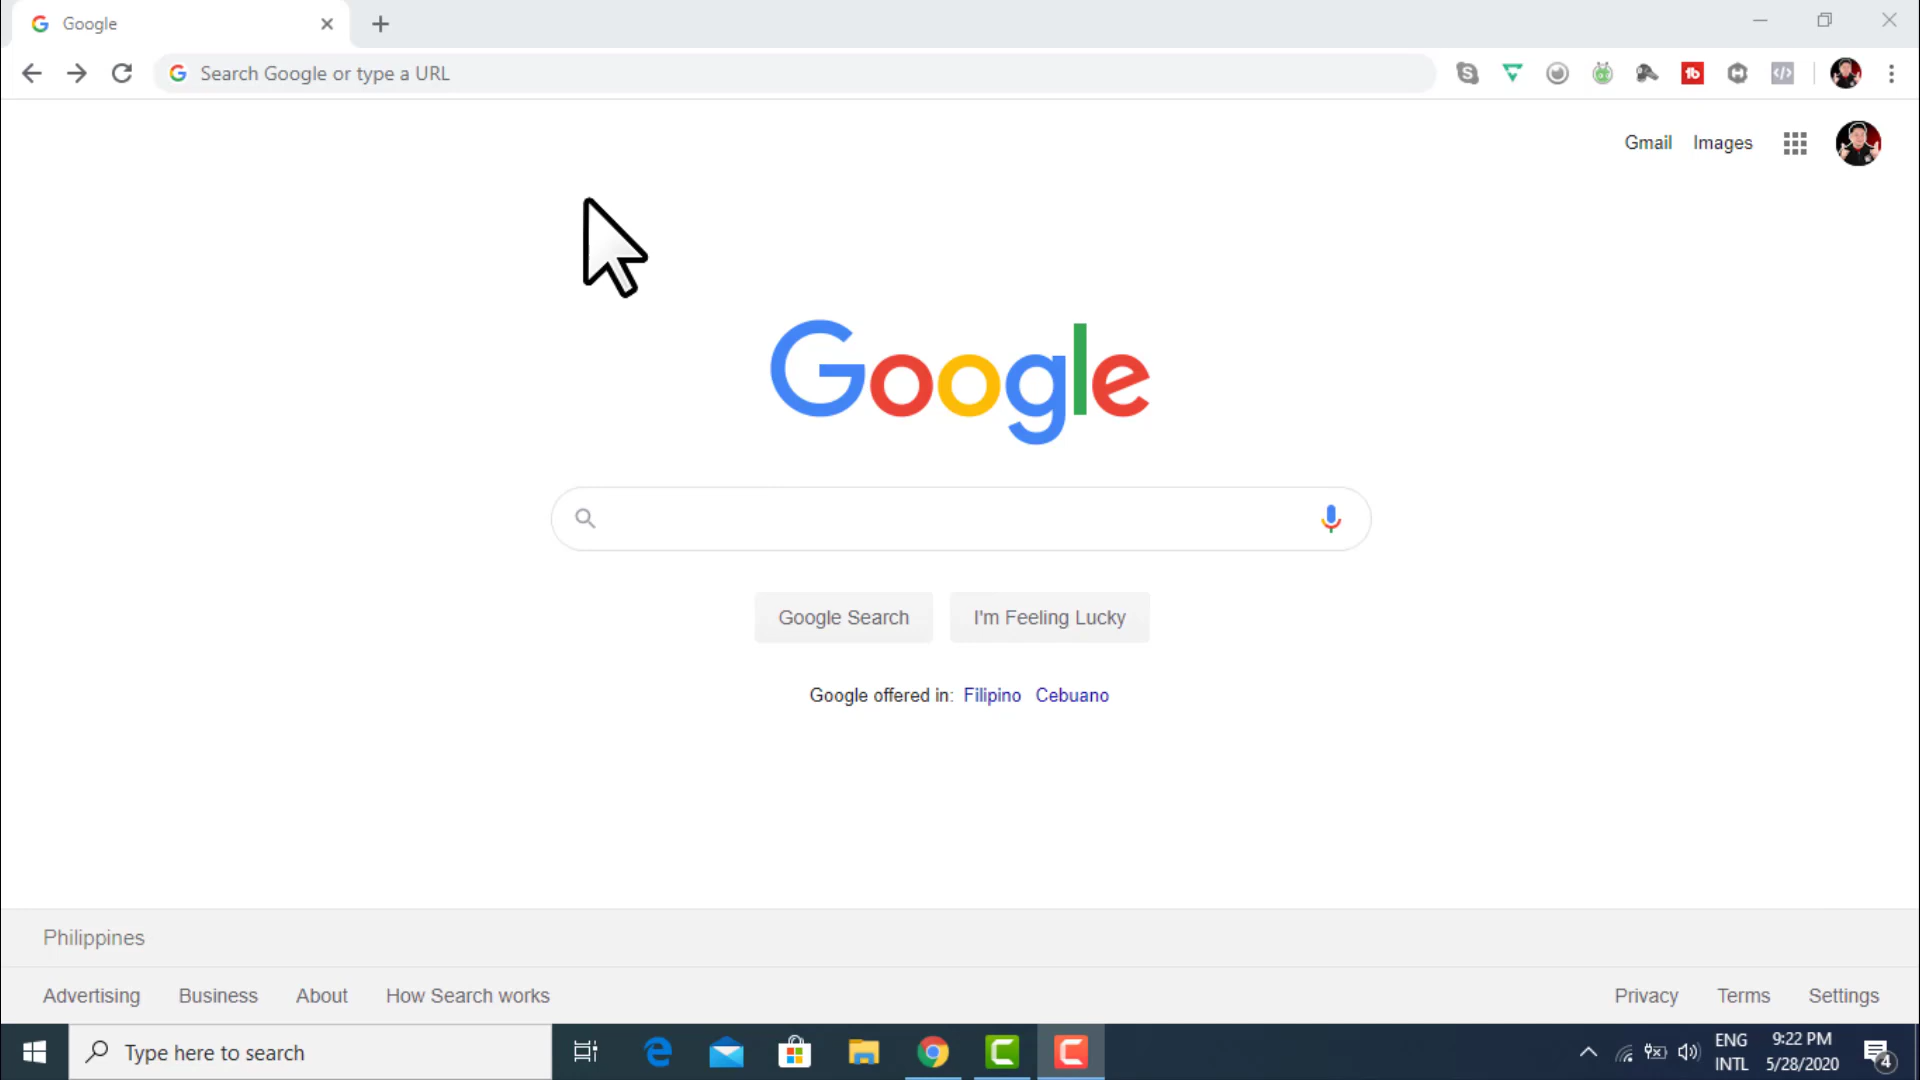 Google
Search Google or type a URL
Gmail Images
Google
Google Search I'm Feeling Lucky
Google offered in: Filipino Cebuano
Philippines
Advertising Business About How Search works Privacy Terms Settings
Type here to search
ENG
INTL
9:22 PM
5/28/2020
4